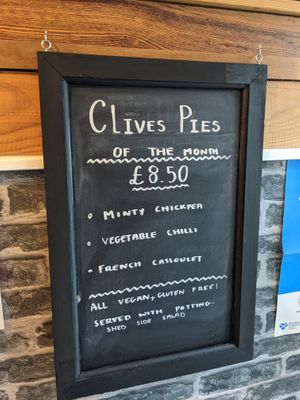 CLIVES PIES
OF THE MONTH
£8.50
• MINTY CHICKPEA
• VEGETABLE CHILLI
• FRENCH CASSOULET
ALL VEGAN, GLUTEN FREE!
SERVED WITH POTTING
SHED SIDE SALAD